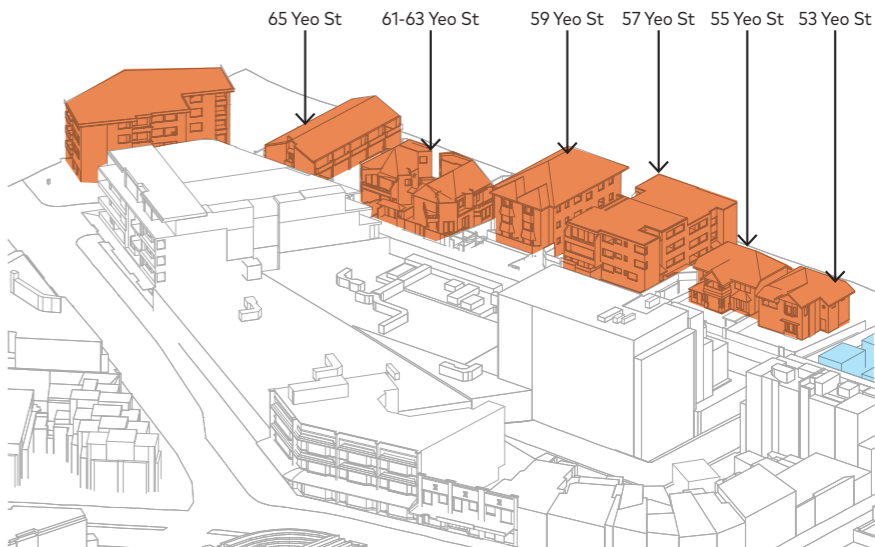 65 Yeo St
61-63 Yeo St
59 Yeo St
57 Yeo St
55 Yeo St
53 Yeo St